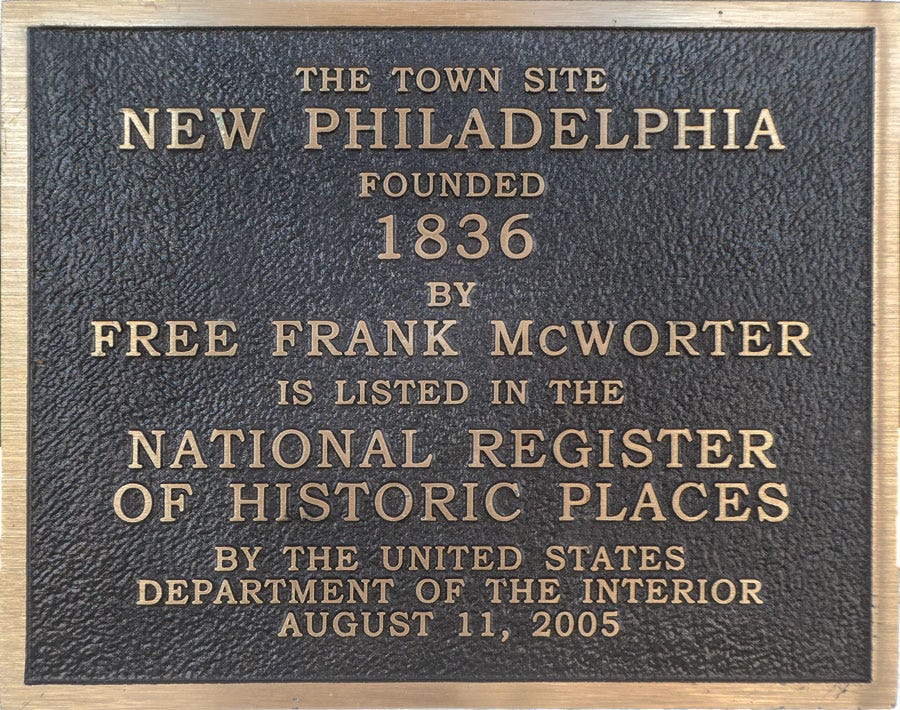 THE TOWN SITE
NEW PHILADELPHIA
FOUNDED
1836
BY
FREE FRANK McWORTER
IS LISTED IN THE
NATIONAL REGISTER
OF HISTORIC PLACES
BY THE UNITED STATES
DEPARTMENT OF THE INTERIOR
AUGUST 11, 2005